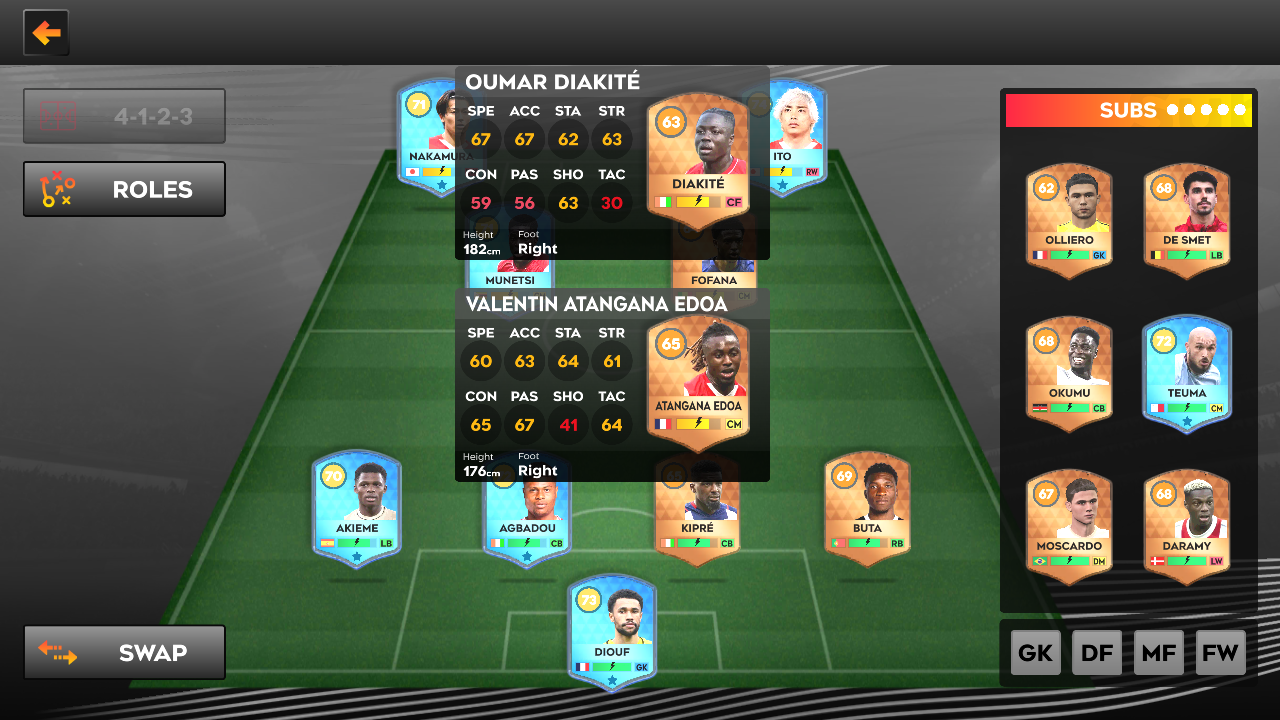 4-1-2-3
ROLES
SWAP
71
NAKAMURA
ITO
RW
OUMAR DIAKITÉ
SPE ACC STA STR
67 67 62 63
CON PAS SHO TAC
59 56 63 30
Height Foot
182cm Right
63
DIAKITÉ
CF
MUNETSI
FOFANA
CM
VALENTIN ATANGANA EDOA
SPE ACC STA STR
60 63 64 61
CON PAS SHO TAC
65 67 41 64
Height Foot
176cm Right
65
ATANGANA EDOA
CM
70
AKIEME
LB
AGBADOU
CB
KIPRÉ
CB
69
BUTA
RB
73
DIOUF
GK
SUBS
62
OLLIERO
GK
68
DE SMET
LB
68
OKUMU
CB
72
TEUMA
CM
67
MOSCARDO
DM
68
DARAMY
LW
GK DF MF FW